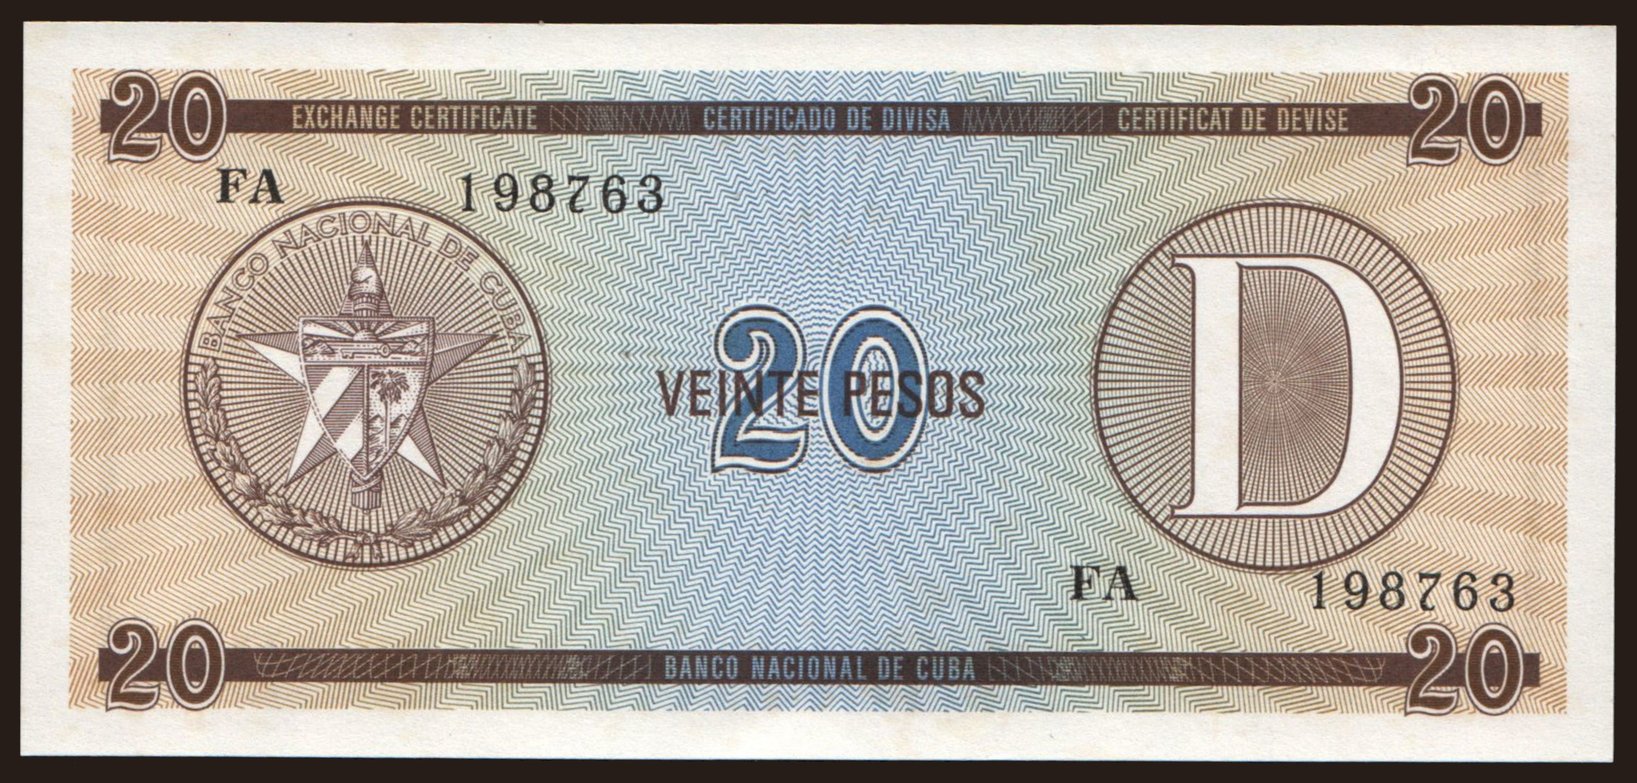 20 EXCHANGE CERTIFICATE CERTIFICADO DE DIVISA CERTIFICAT DE DEVISE 20
FA 198763
BANCO NACIONAL DE CUBA
20
VEINTE PESOS
D
FA 198763
20 BANCO NACIONAL DE CUBA 20